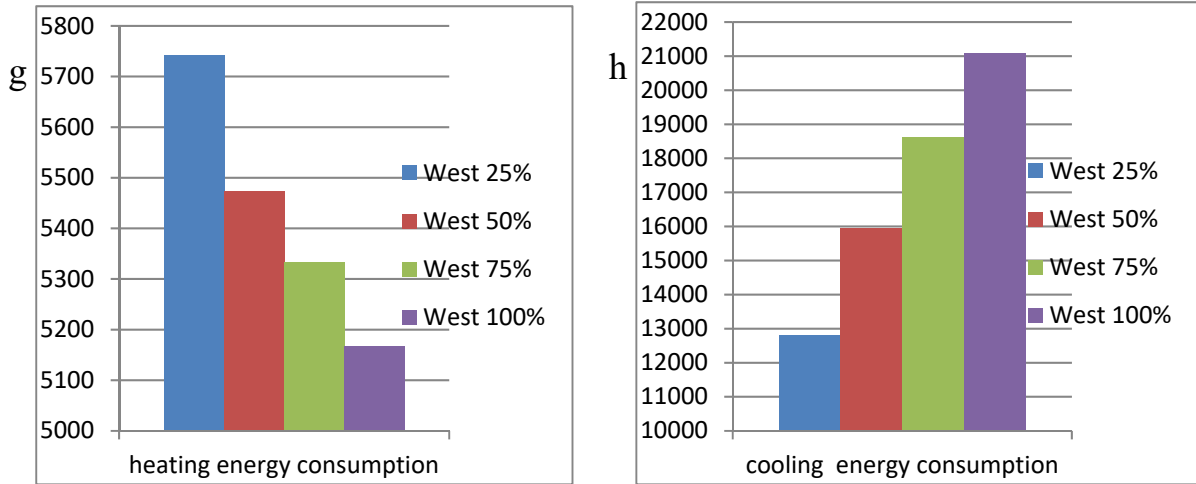 g
5800
5700
5600
5500
5400
5300
5200
5100
5000
West 25%
West 50%
West 75%
West 100%
heating energy consumption
h
22000
21000
20000
19000
18000
17000
16000
15000
14000
13000
12000
11000
10000
West 25%
West 50%
West 75%
West 100%
cooling energy consumption